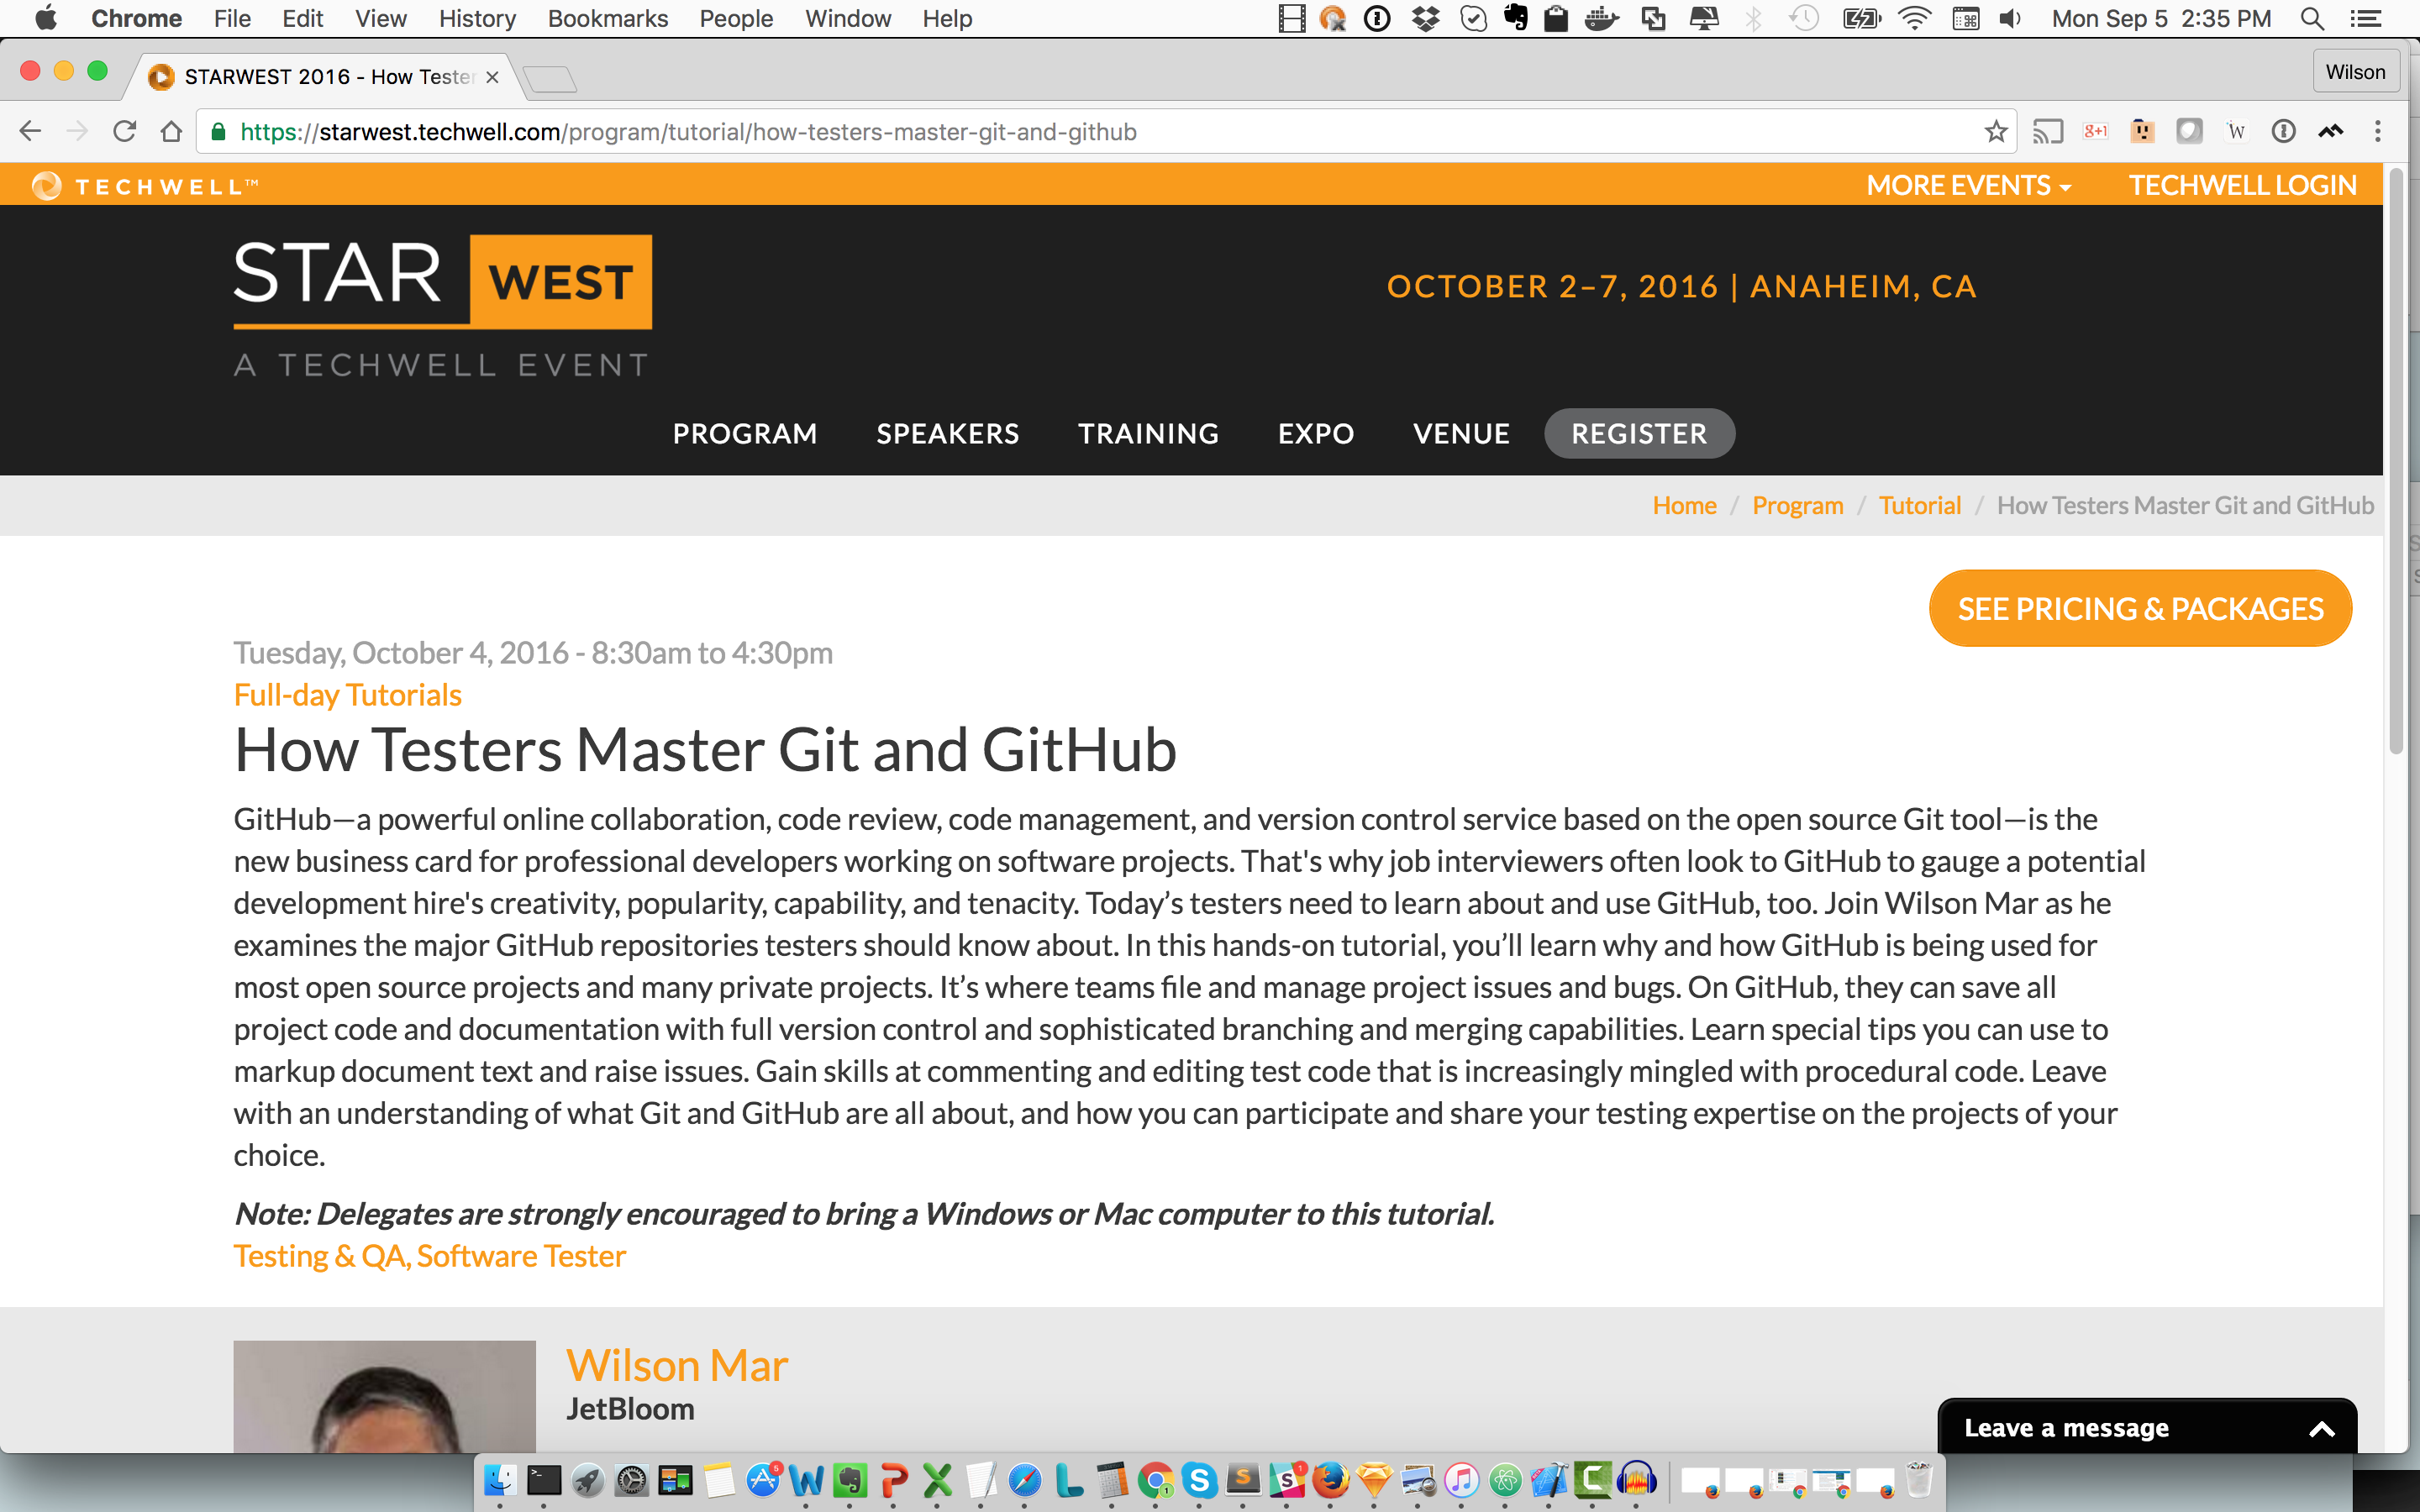 Chrome File Edit View History Bookmarks People Window Help Mon Sep 5 2:35 PM
STARWEST 2016 - How Tester
Wilson
https://starwest.techwell.com/program/tutorial/how-testers-master-git-and-github
TECHWELL™ MORE EVENTS TECHWELL LOGIN
STAR WEST
OCTOBER 2–7, 2016 | ANAHEIM, CA
A TECHWELL EVENT
PROGRAM SPEAKERS TRAINING EXPO VENUE REGISTER
Home / Program / Tutorial / How Testers Master Git and GitHub
SEE PRICING & PACKAGES
Tuesday, October 4, 2016 - 8:30am to 4:30pm
Full-day Tutorials
How Testers Master Git and GitHub
GitHub—a powerful online collaboration, code review, code management, and version control service based on the open source Git tool—is the
new business card for professional developers working on software projects. That's why job interviewers often look to GitHub to gauge a potential
development hire's creativity, popularity, capability, and tenacity. Today’s testers need to learn about and use GitHub, too. Join Wilson Mar as he
examines the major GitHub repositories testers should know about. In this hands-on tutorial, you’ll learn why and how GitHub is being used for
most open source projects and many private projects. It’s where teams file and manage project issues and bugs. On GitHub, they can save all
project code and documentation with full version control and sophisticated branching and merging capabilities. Learn special tips you can use to
markup document text and raise issues. Gain skills at commenting and editing test code that is increasingly mingled with procedural code. Leave
with an understanding of what Git and GitHub are all about, and how you can participate and share your testing expertise on the projects of your
choice.
Note: Delegates are strongly encouraged to bring a Windows or Mac computer to this tutorial.
Testing & QA, Software Tester
Wilson Mar
JetBloom
Leave a message